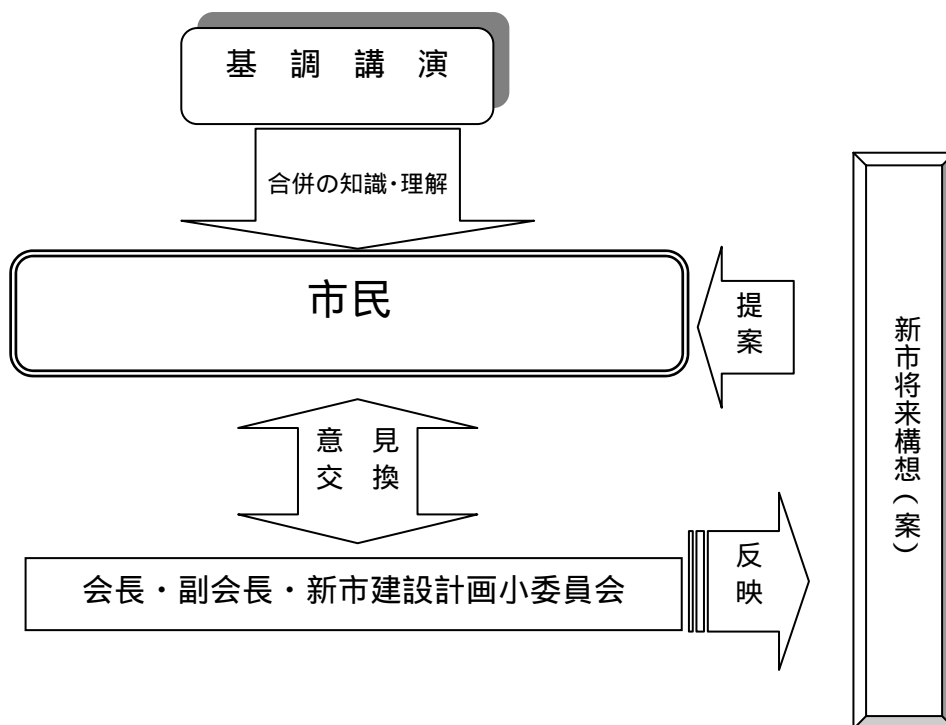 基 調 講 演
合併の知識・理解
市民
提
案
意 見
交 換
会長・副会長・新市建設計画小委員会
反
映
新市将来構想(案)